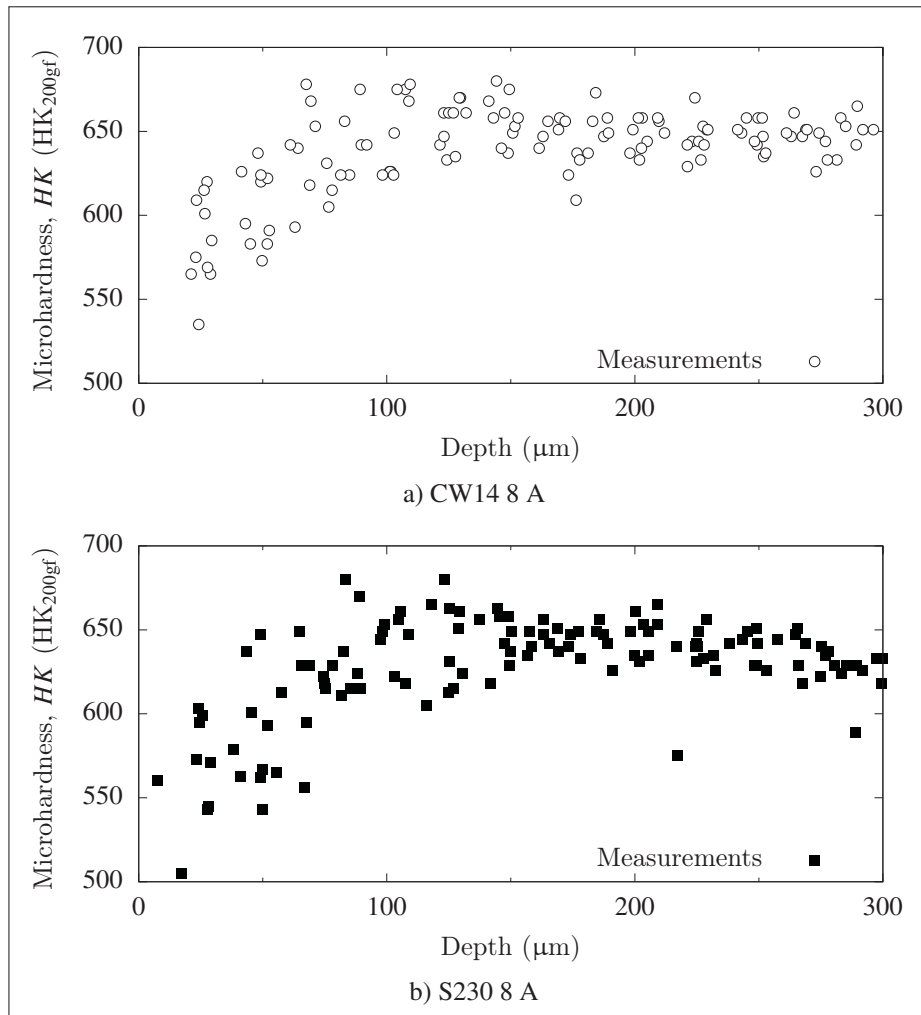 700
650
600
550
500
Microhardness, HK (HK200gf)
Measurements
0
100
200
300
Depth (μm)
a) CW14 8 A
700
650
600
550
500
Microhardness, HK (HK200gf)
Measurements
0
100
200
300
Depth (μm)
b) S230 8 A